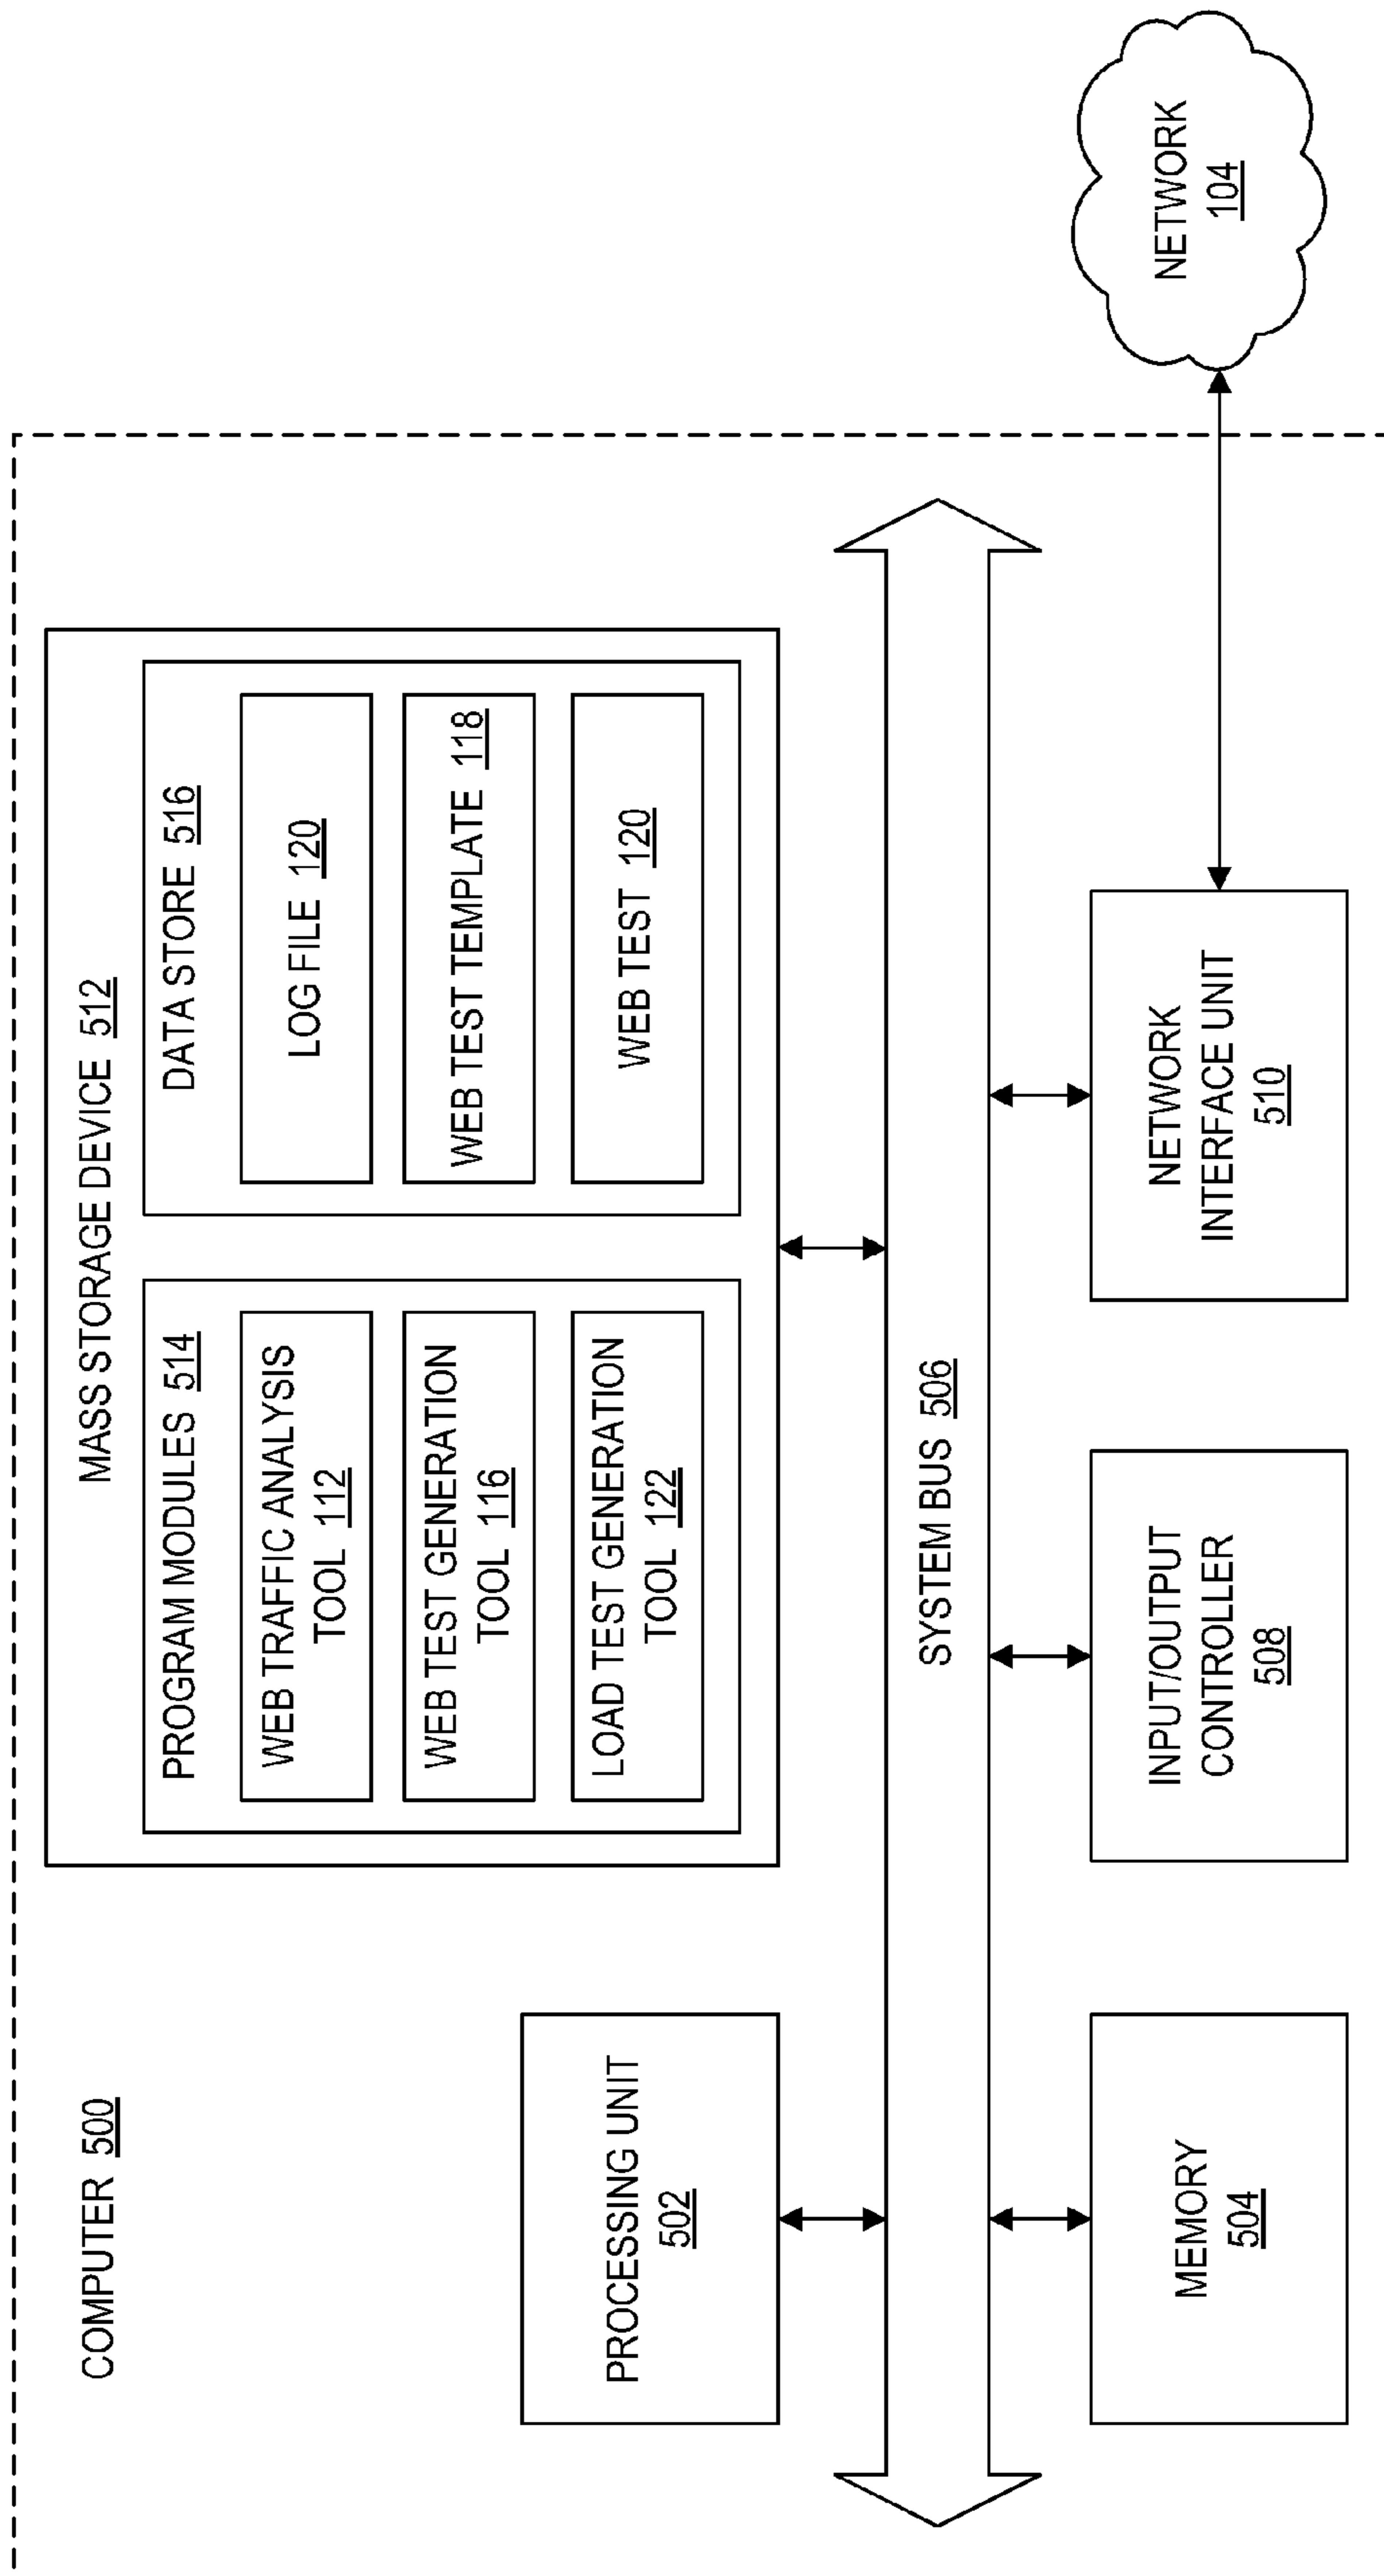 COMPUTER 500
MASS STORAGE DEVICE 512
PROGRAM MODULES 514
WEB TRAFFIC ANALYSIS
TOOL 112
WEB TEST GENERATION
TOOL 116
LOAD TEST GENERATION
TOOL 122
DATA STORE 516
LOG FILE 120
WEB TEST TEMPLATE 118
WEB TEST 120
PROCESSING UNIT
502
SYSTEM BUS 506
MEMORY
504
INPUT/OUTPUT
CONTROLLER
508
NETWORK
INTERFACE UNIT
510
NETWORK
104